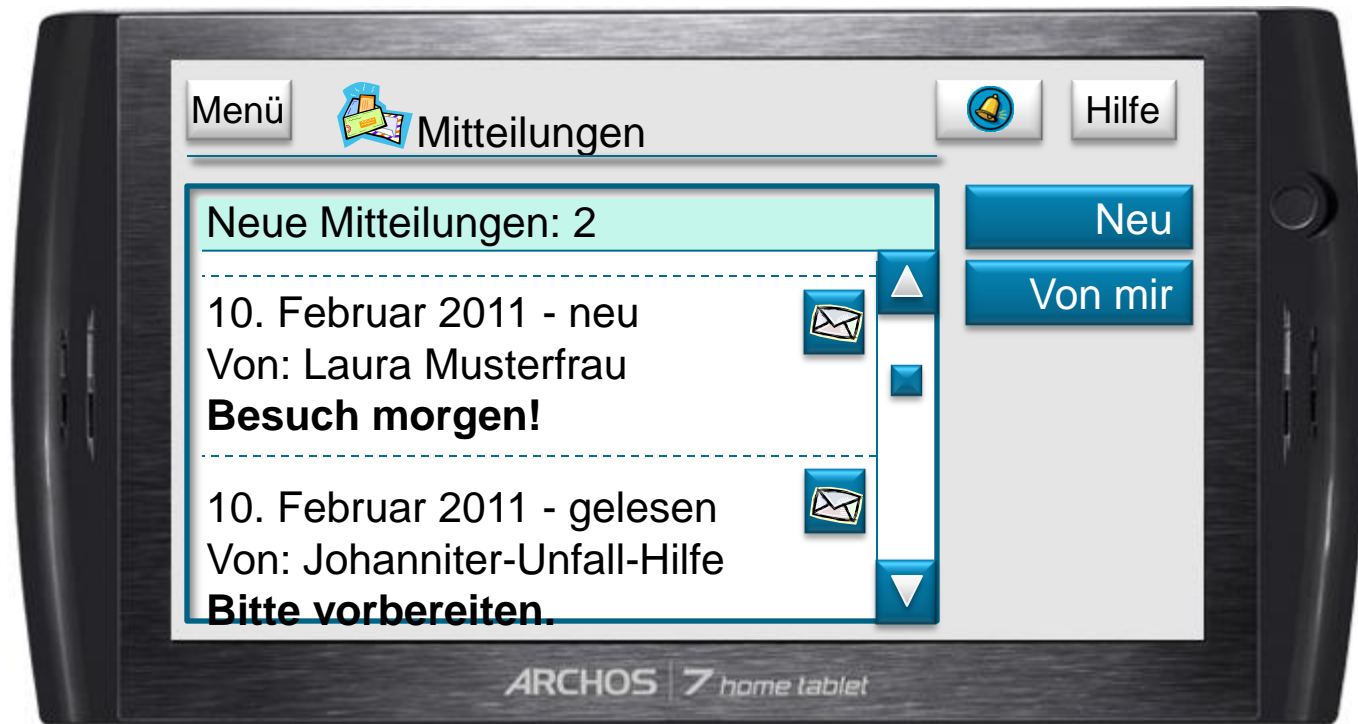 Menü
Mitteilungen
Hilfe
Neue Mitteilungen: 2
Neu
Von mir
10. Februar 2011 - neu
Von: Laura Musterfrau
Besuch morgen!
10. Februar 2011 - gelesen
Von: Johanniter-Unfall-Hilfe
Bitte vorbereiten.
ARCHOS 7 home tablet